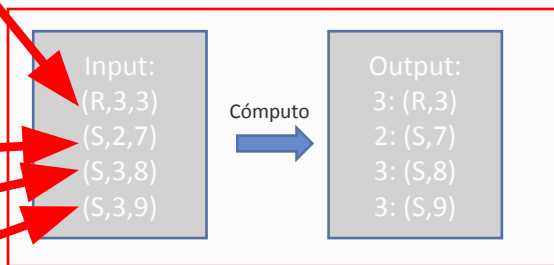 Input:
(R,3,3)
(S,2,7)
(S,3,8)
(S,3,9)
Cómputo
Output:
3: (R,3)
2: (S,7)
3: (S,8)
3: (S,9)